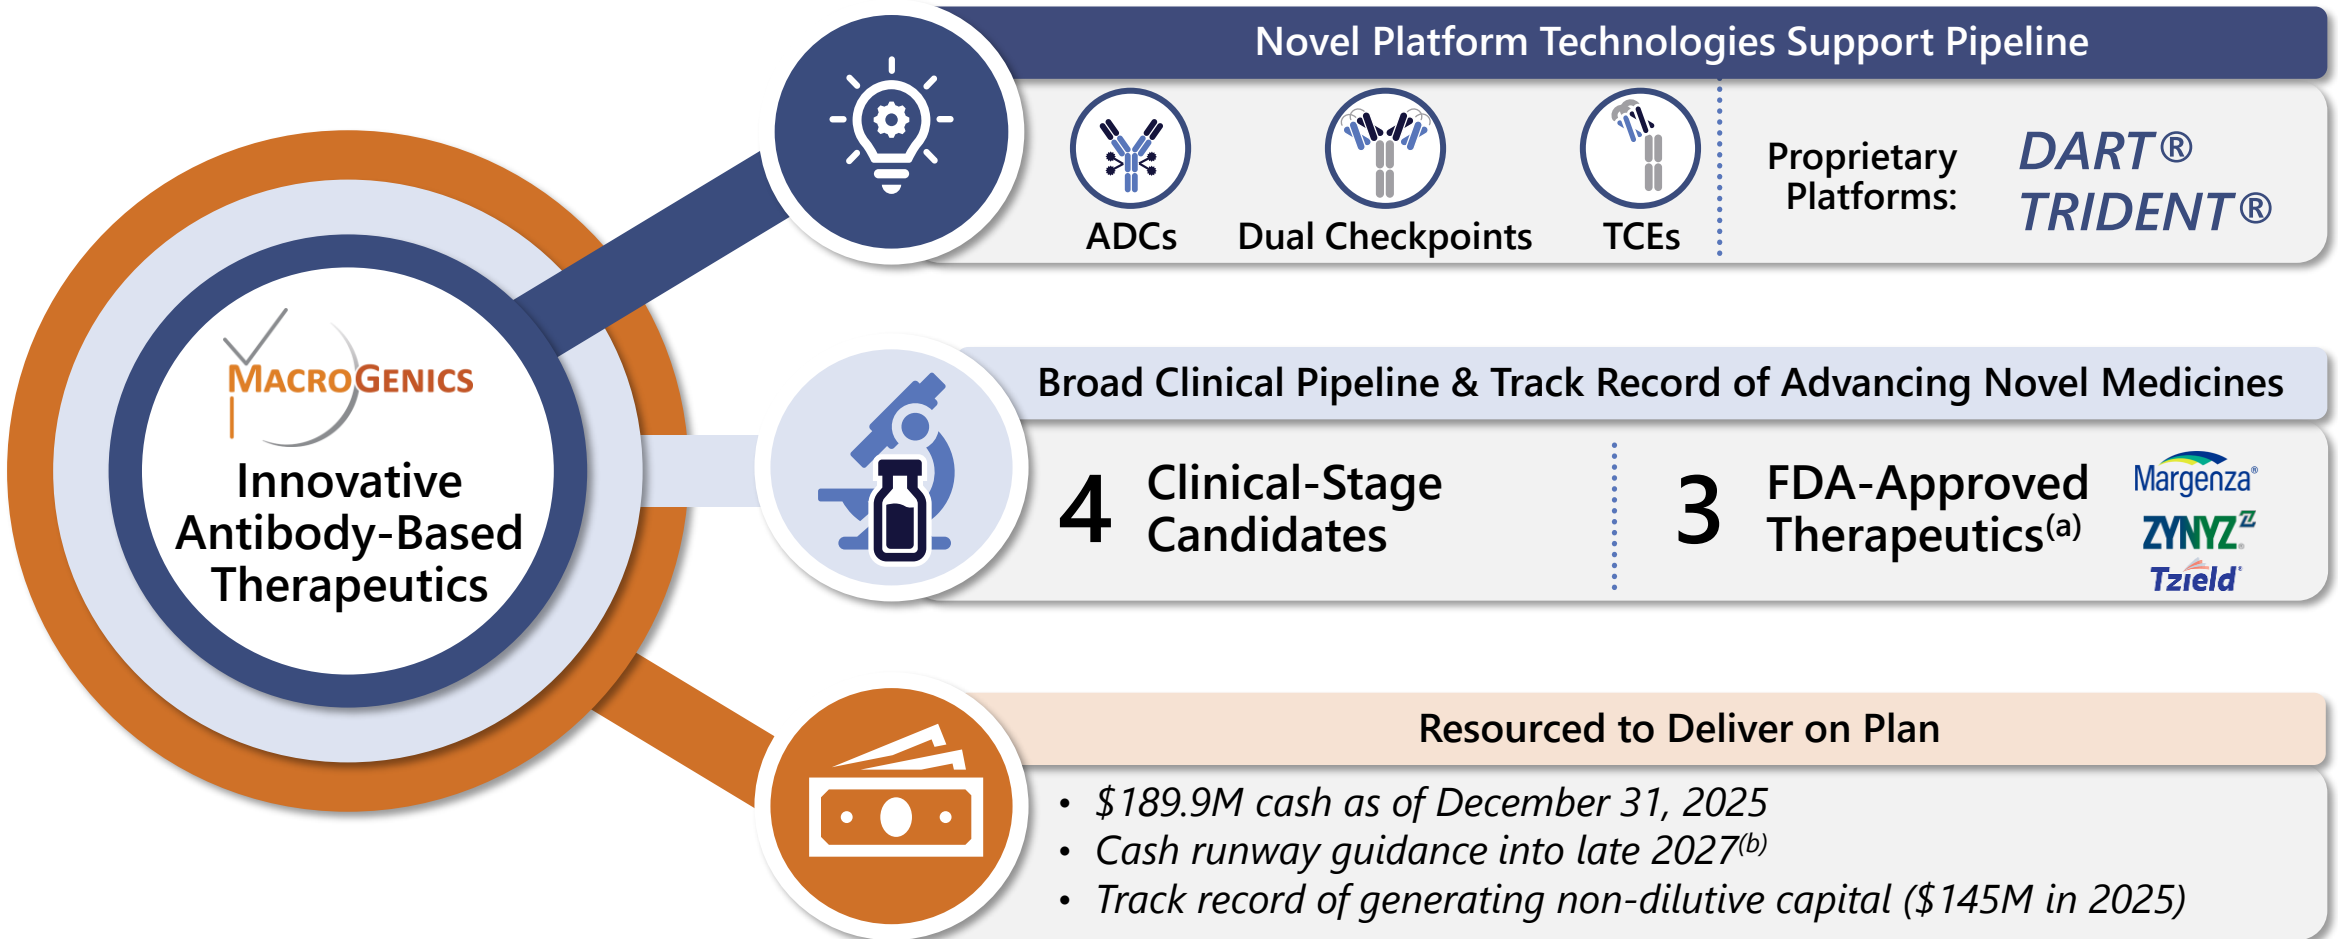 MACROGENICS
Innovative
Antibody-Based
Therapeutics
Novel Platform Technologies Support Pipeline
ADCs
Dual Checkpoints
TCEs
Proprietary
Platforms:
DART®
TRIDENT®
Broad Clinical Pipeline & Track Record of Advancing Novel Medicines
4
Clinical-Stage
Candidates
3
FDA-Approved
Therapeutics(a)
Margenza®
ZYNYZ®
Tzield
Resourced to Deliver on Plan
• $189.9M cash as of December 31, 2025
• Cash runway guidance into late 2027(b)
• Track record of generating non-dilutive capital ($145M in 2025)